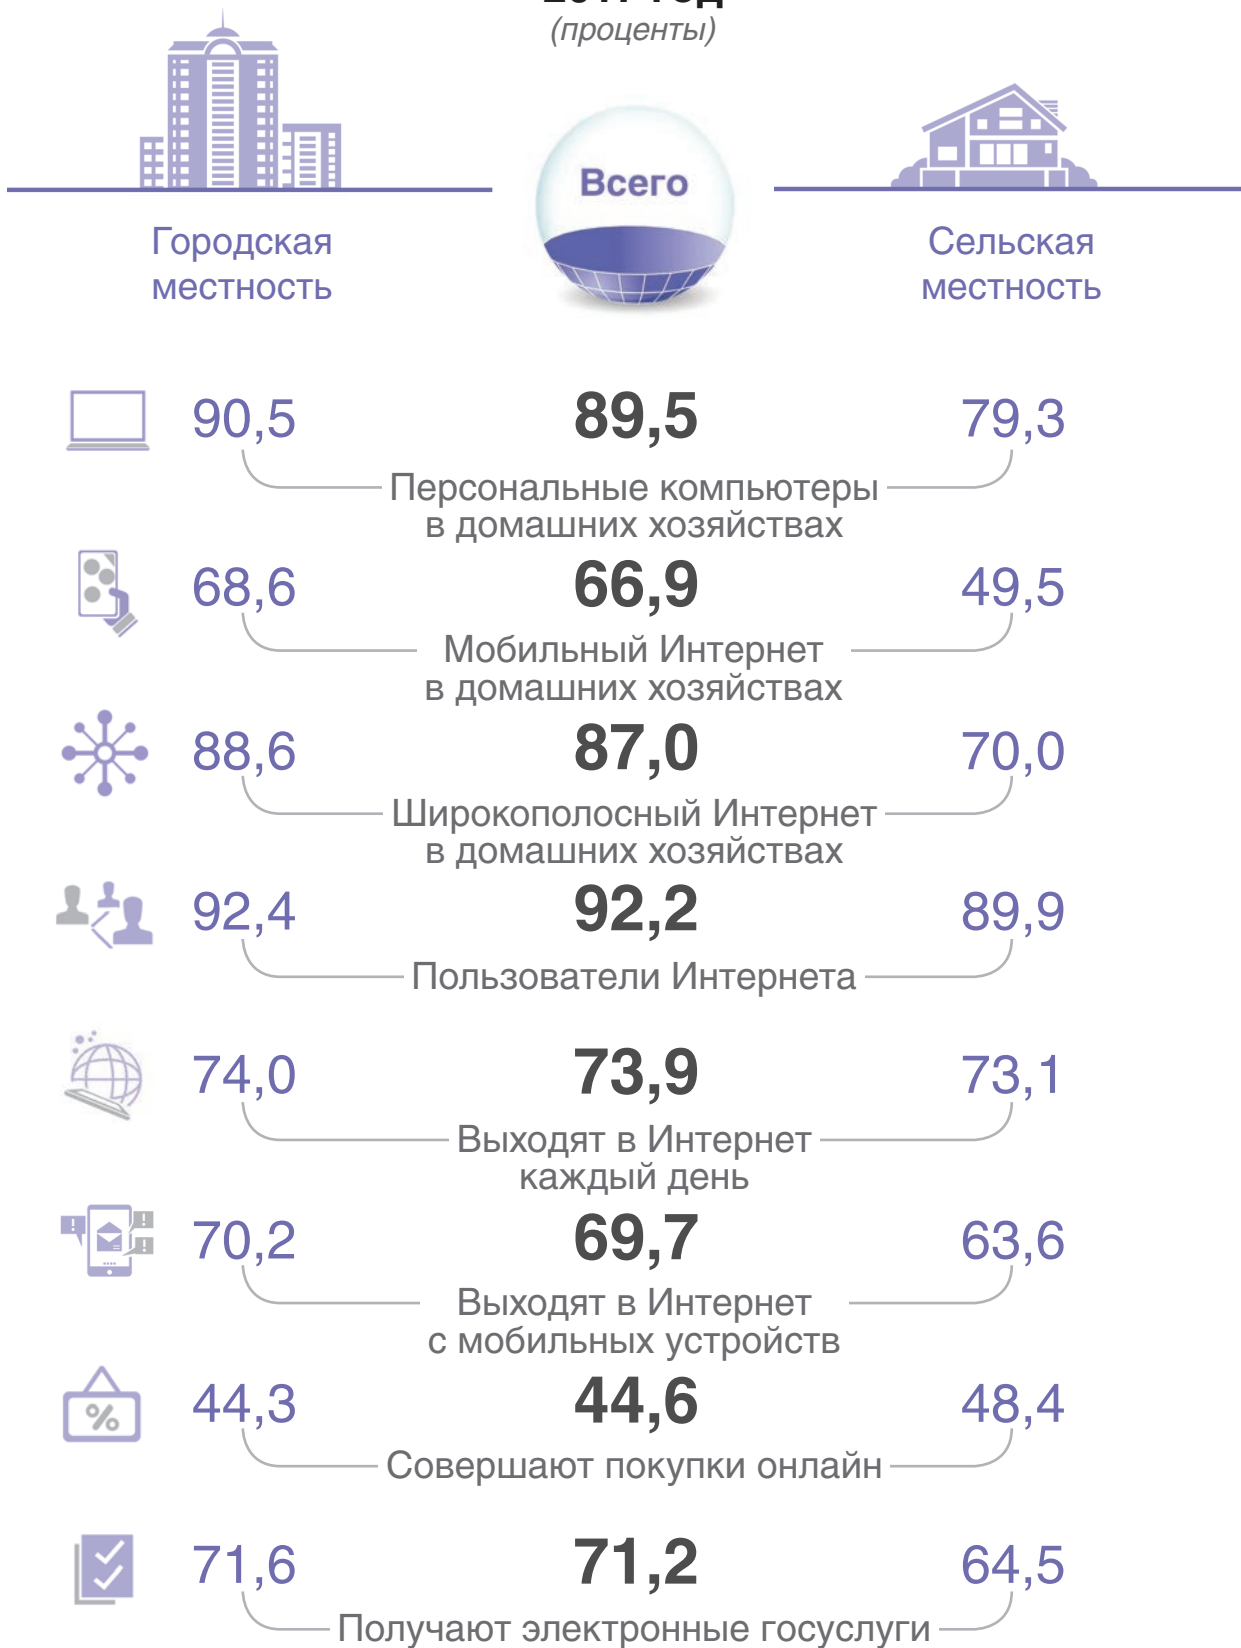 (проценты)
Всего
Городская
местность
Сельская
местность
90,5 89,5 79,3
Персональные компьютеры
в домашних хозяйствах
68,6 66,9 49,5
Мобильный Интернет
в домашних хозяйствах
88,6 87,0 70,0
Широкополосный Интернет
в домашних хозяйствах
92,4 92,2 89,9
Пользователи Интернета
74,0 73,9 73,1
Выходят в Интернет
каждый день
70,2 69,7 63,6
Выходят в Интернет
с мобильных устройств
%
44,3 44,6 48,4
Совершают покупки онлайн
71,6 71,2 64,5
Получают электронные госуслуги